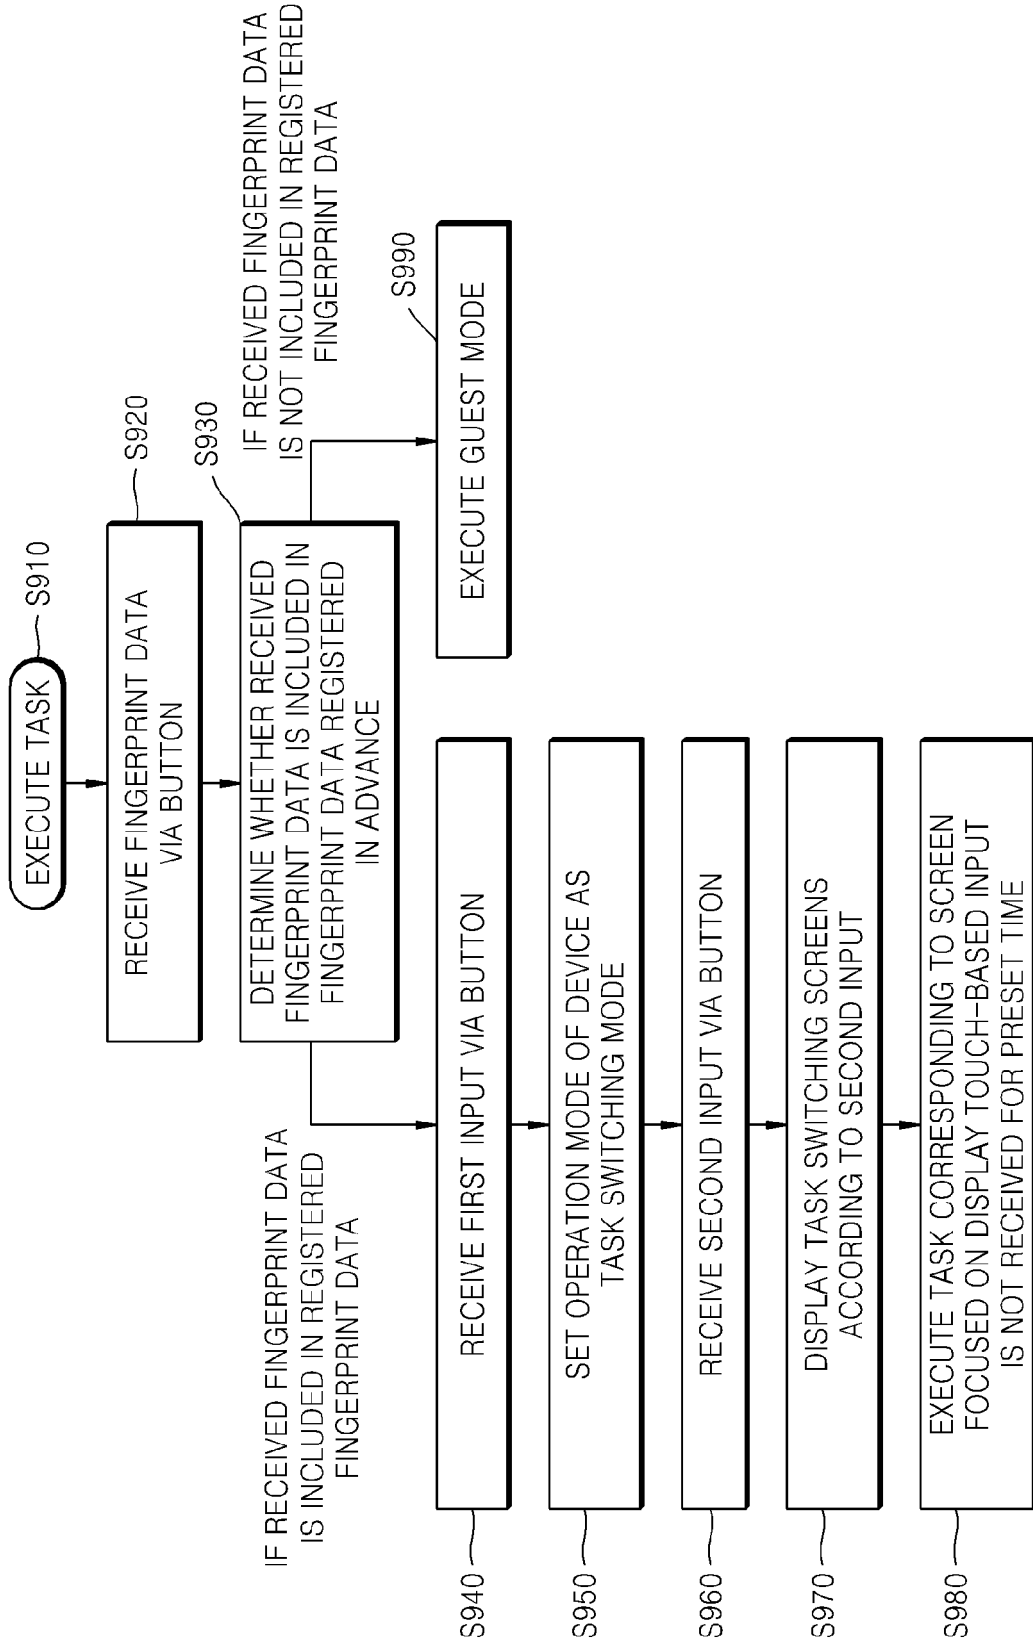 EXECUTE TASK
S910
RECEIVE FINGERPRINT DATA
VIA BUTTON
S920
DETERMINE WHETHER RECEIVED
FINGERPRINT DATA IS INCLUDED IN
FINGERPRINT DATA REGISTERED
IN ADVANCE
S930
IF RECEIVED FINGERPRINT DATA
IS INCLUDED IN REGISTERED
FINGERPRINT DATA
IF RECEIVED FINGERPRINT DATA
IS NOT INCLUDED IN REGISTERED
FINGERPRINT DATA
S940
RECEIVE FIRST INPUT VIA BUTTON
EXECUTE GUEST MODE
S990
S950
SET OPERATION MODE OF DEVICE AS
TASK SWITCHING MODE
S960
RECEIVE SECOND INPUT VIA BUTTON
S970
DISPLAY TASK SWITCHING SCREENS
ACCORDING TO SECOND INPUT
S980
EXECUTE TASK CORRESPONDING TO SCREEN
FOCUSED ON DISPLAY TOUCH-BASED INPUT
IS NOT RECEIVED FOR PRESET TIME